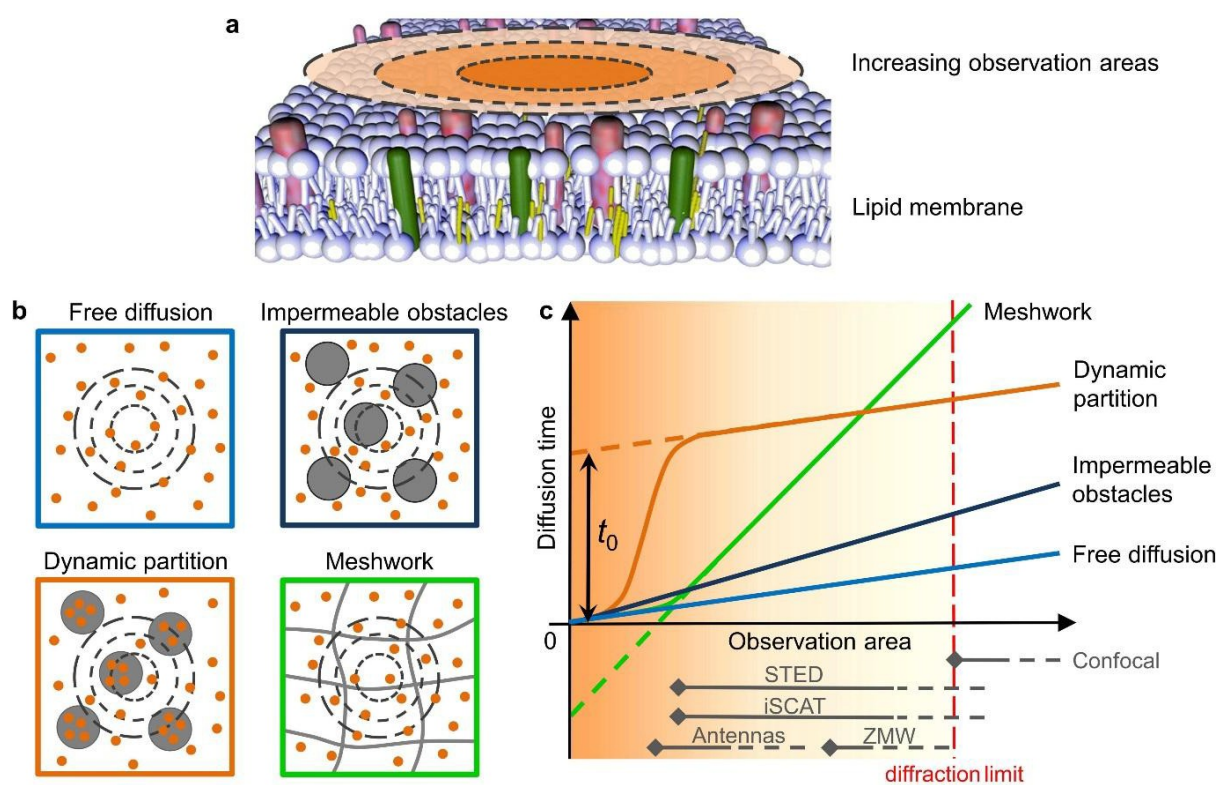 a
Increasing observation areas
Lipid membrane
b
Free diffusion
Impermeable obstacles
Dynamic partition
Meshwork
c
Meshwork
Dynamic
partition
Impermeable
obstacles
Free diffusion
Diffusion time
t0
0
Observation area
Confocal
STED
iSCAT
Antennas
ZMW
diffraction limit